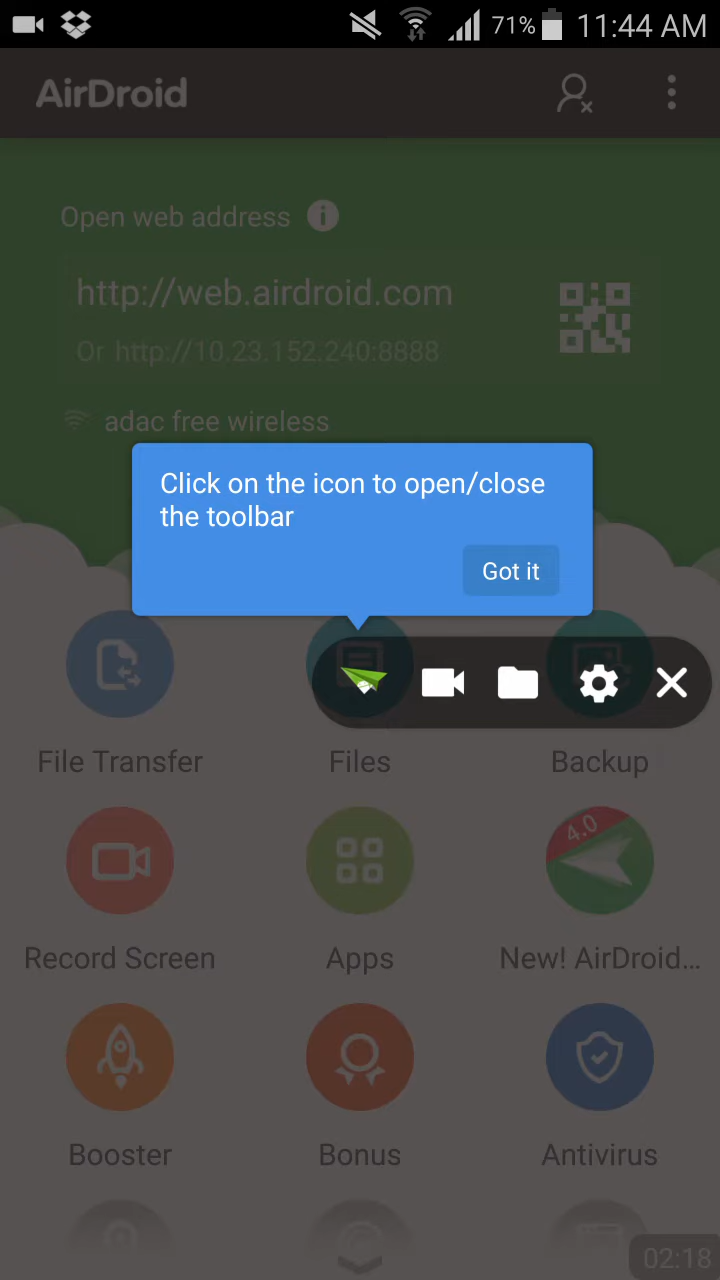 71% 11:44 AM
AirDroid
Open web address
http://web.airdroid.com
Or http://10.23.152.240:8888
adac free wireless
Click on the icon to open/close
the toolbar
Got it
File Transfer Files Backup
4.0
Record Screen Apps New! AirDroid...
Booster Bonus Antivirus
02:18